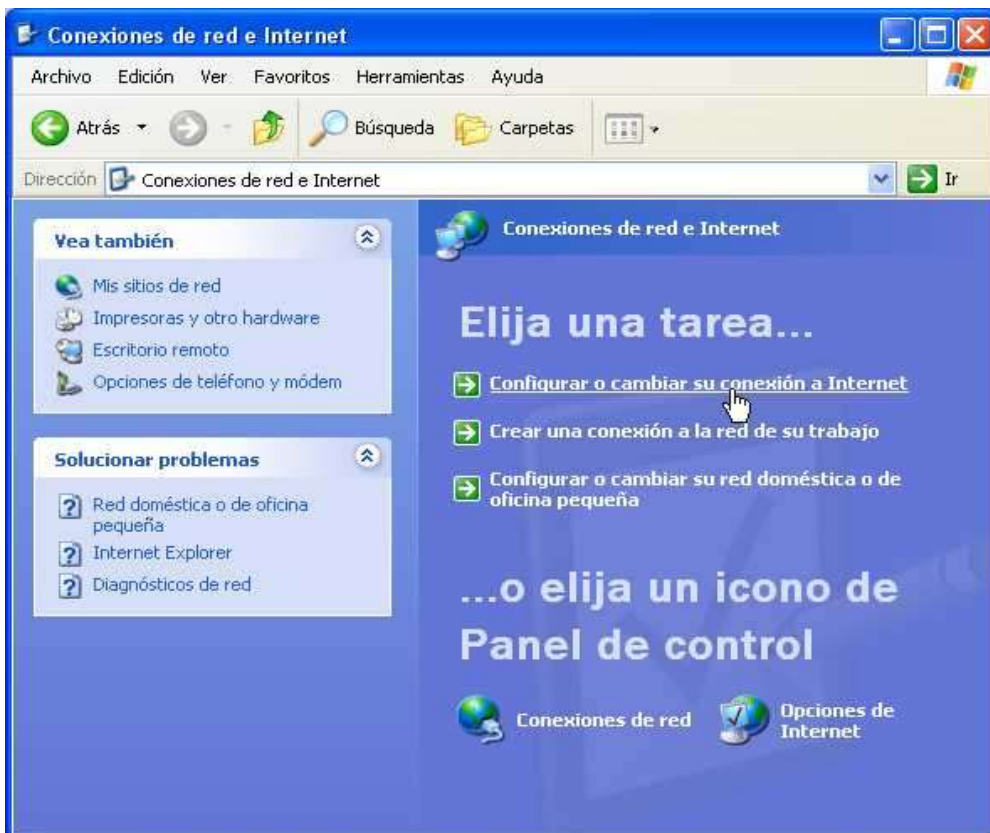 Conexiones de red e Internet
Archivo Edición Ver Favoritos Herramientas Ayuda
Atrás Búsqueda Carpetas
Dirección Conexiones de red e Internet Ir
Vea también
Mis sitios de red
Impresoras y otro hardware
Escritorio remoto
Opciones de teléfono y módem
Solucionar problemas
Red doméstica o de oficina
pequeña
Internet Explorer
Diagnósticos de red
Conexiones de red e Internet
Elija una tarea...
Configurar o cambiar su conexión a Internet
Crear una conexión a la red de su trabajo
Configurar o cambiar su red doméstica o de
oficina pequeña
...o elija un icono de
Panel de control
Conexiones de red
Opciones de
Internet